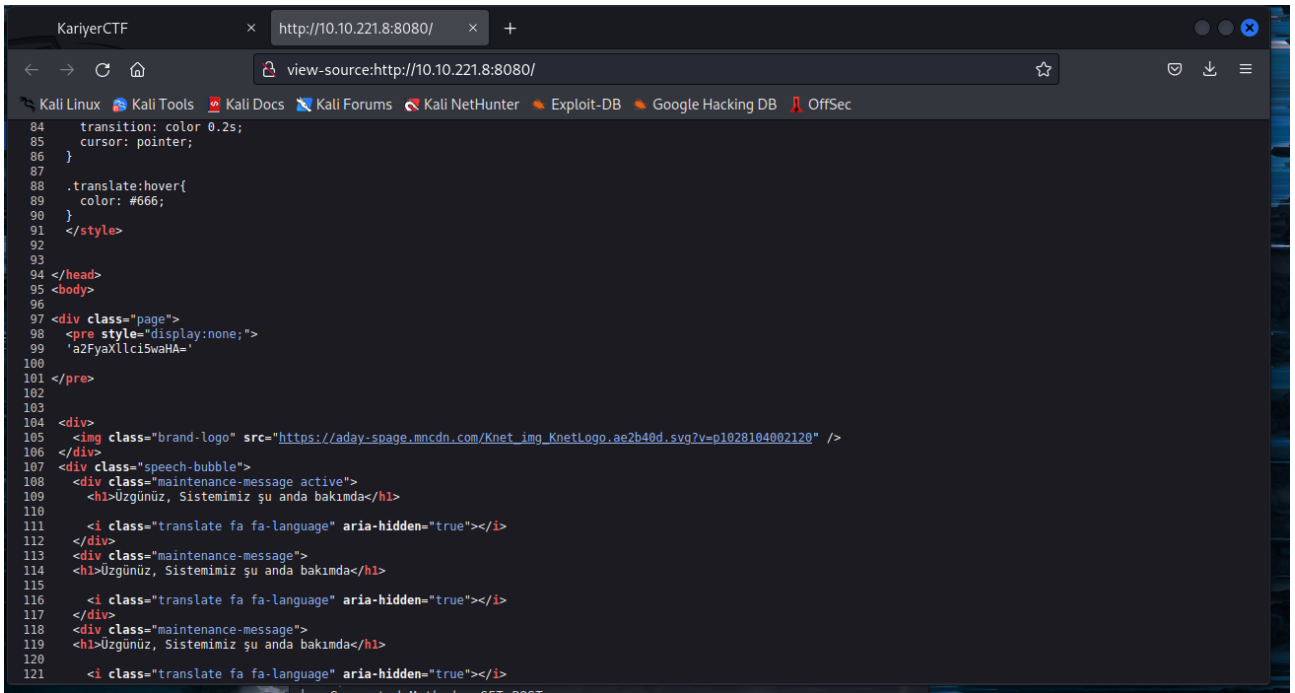 KariyerCTF
http://10.10.221.8:8080/
view-source:http://10.10.221.8:8080/
Kali Linux Kali Tools Kali Docs Kali Forums Kali NetHunter Exploit-DB Google Hacking DB OffSec
84 transition: color 0.2s;
85 cursor: pointer;
86 }
87
88 .translate:hover{
89 color: #666;
90 }
91 </style>
92
93
94 </head>
95 <body>
96
97 <div class="page">
98 <pre style="display:none;">
99 'a2FyaXllci5waHA='
100
101 </pre>
102
103
104 <div>
105 <img class="brand-logo" src="https://aday-spage.mncdn.com/Knet_img_KnetLogo.ae2b40d.svg?v=p1028104002120" />
106 </div>
107 <div class="speech-bubble">
108 <div class="maintenance-message active">
109 <h1>Üzgünüz, Sistemimiz şu anda bakımda</h1>
110
111 <i class="translate fa fa-language" aria-hidden="true"></i>
112 </div>
113 <div class="maintenance-message">
114 <h1>Üzgünüz, Sistemimiz şu anda bakımda</h1>
115
116 <i class="translate fa fa-language" aria-hidden="true"></i>
117 </div>
118 <div class="maintenance-message">
119 <h1>Üzgünüz, Sistemimiz şu anda bakımda</h1>
120
121 <i class="translate fa fa-language" aria-hidden="true"></i>